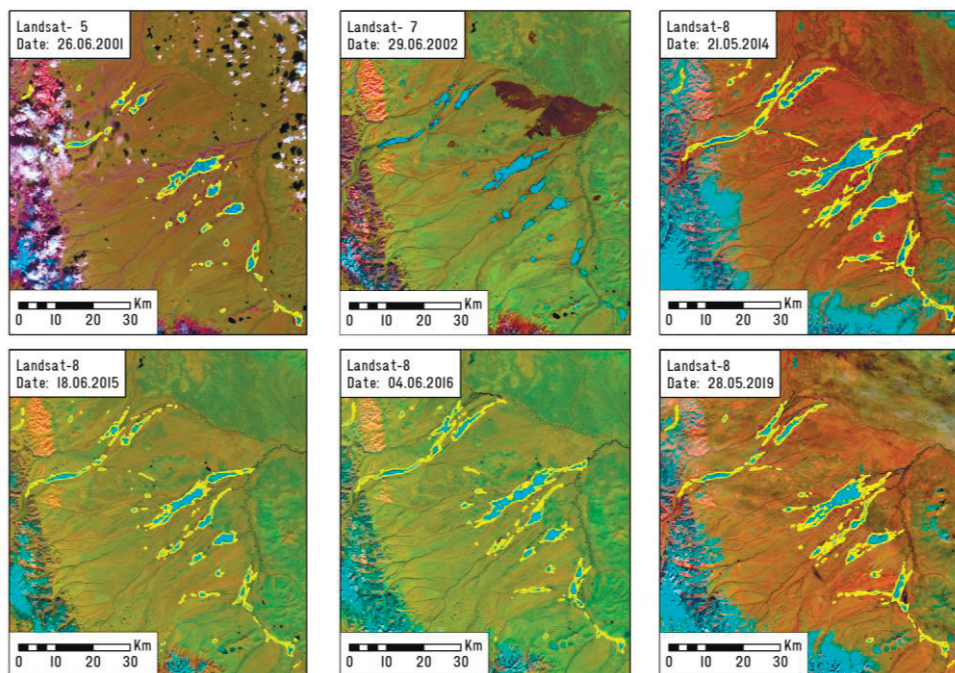 Landsat- 5
Date: 26.06.2001
Km
0 10 20 30
Landsat - 7
Date: 29.06.2002
Km
0 10 20 30
Landsat-8
Date: 21.05.2014
Km
0 10 20 30
Landsat-8
Date: 18.06.2015
Km
0 10 20 30
Landsat-8
Date: 04.06.2016
Km
0 10 20 30
Landsat-8
Date: 28.05.2019
Km
0 10 20 30